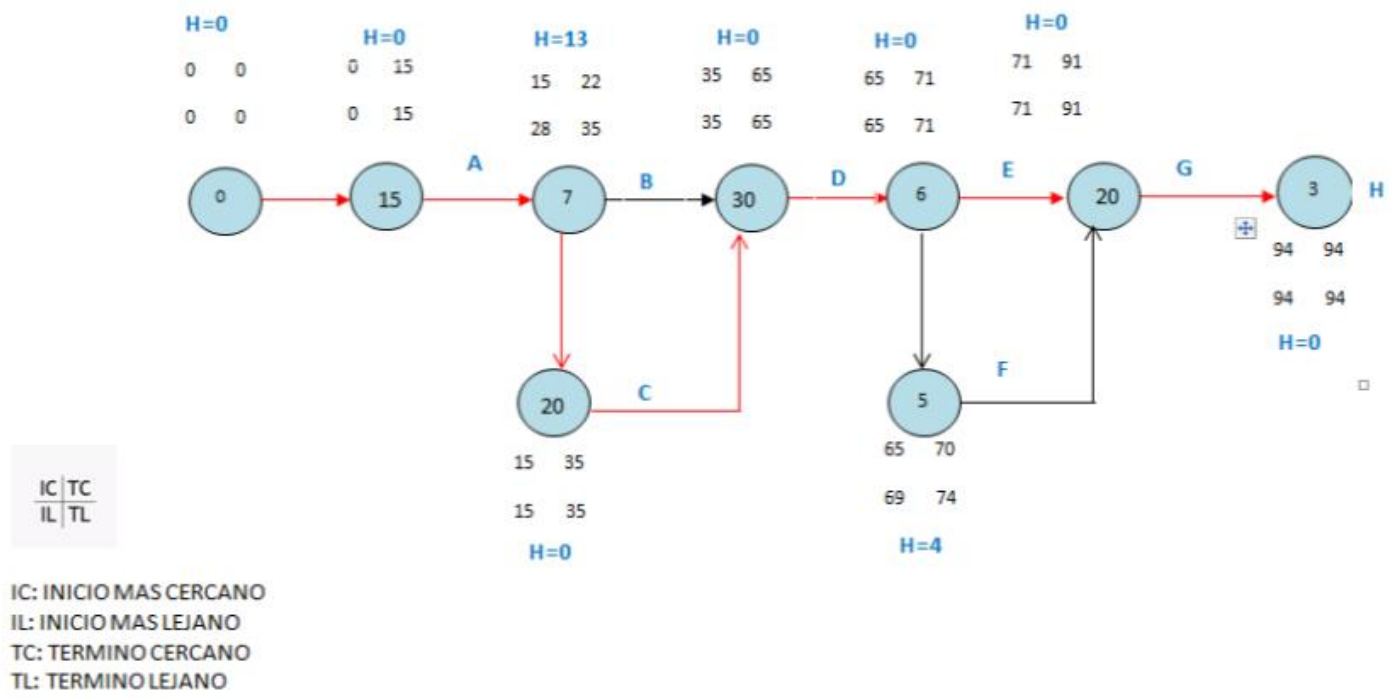 H=0
H=0
H=13
H=0
H=0
H=0
0 0
0 15
15 22
35 65
65 71
71 91
0 0
0 15
28 35
35 65
65 71
71 91
A
B
D
E
G
H
0
15
7
30
6
20
3
94 94
94 94
H=0
20
C
5
F
15 35
15 35
H=0
65 70
69 74
H=4
IC TC
IL TL
IC: INICIO MAS CERCANO
IL: INICIO MAS LEJANO
TC: TERMINO CERCANO
TL: TERMINO LEJANO